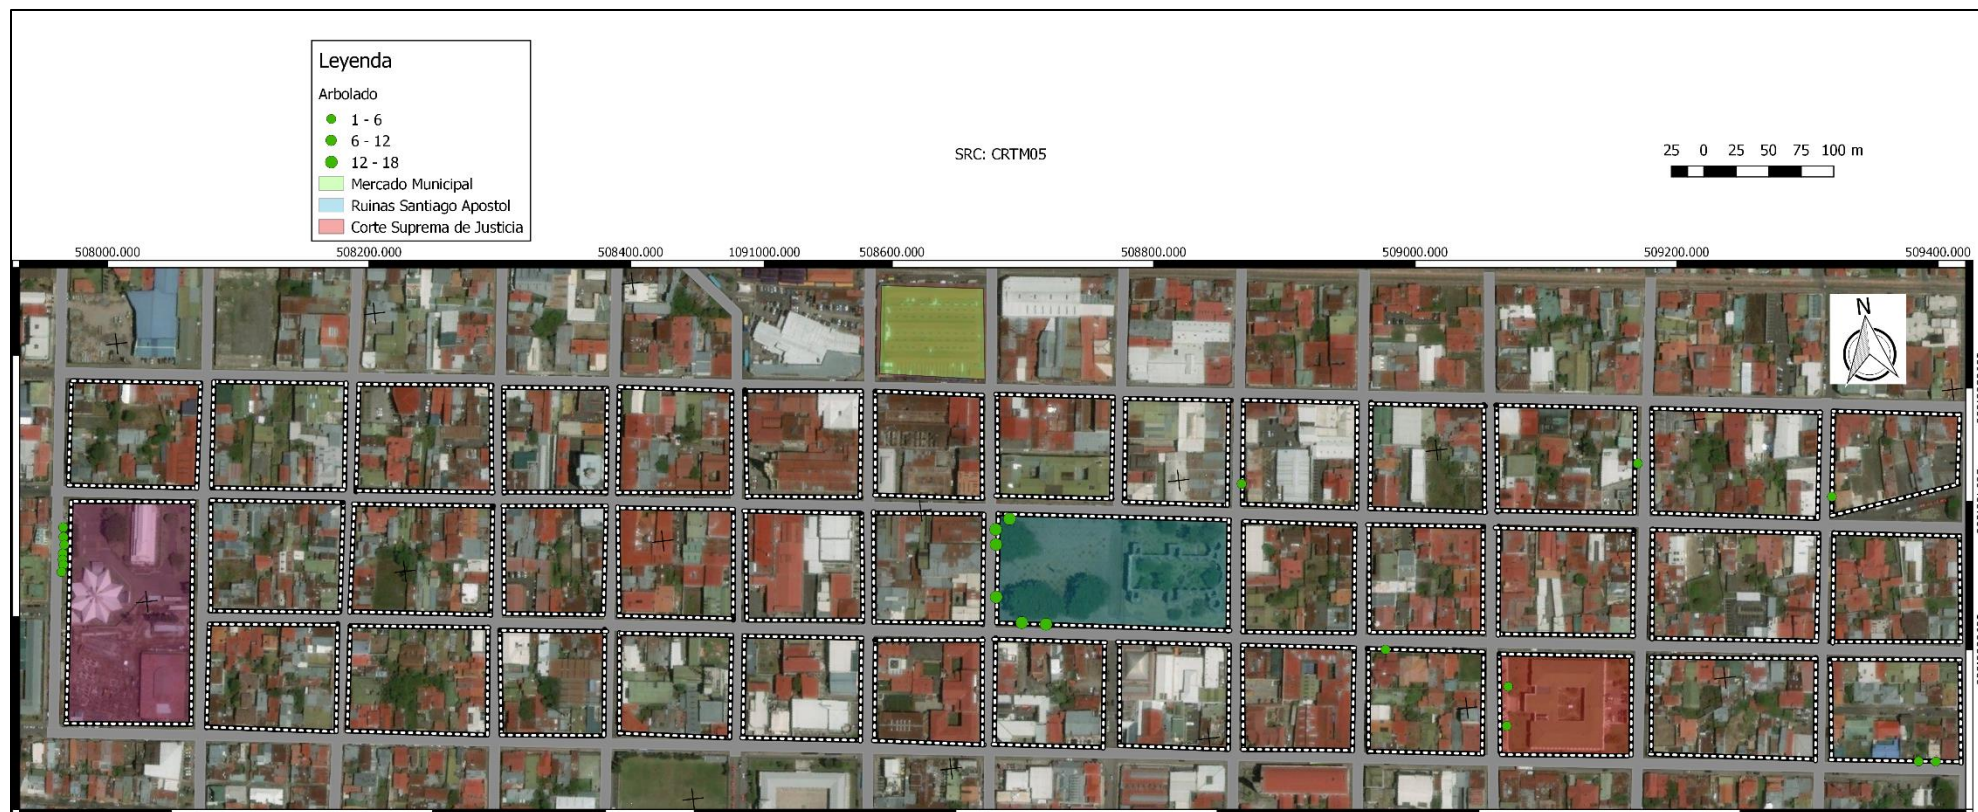 Leyenda
Arbolado
1 - 6
6 - 12
12 - 18
Mercado Municipal
Ruinas Santiago Apostol
Corte Suprema de Justicia
SRC: CRTM05
25 0 25 50 75 100 m
508000.000 508200.000 508400.000 1091000.000 508600.000 508800.000 509000.000 509200.000 509400.000
N